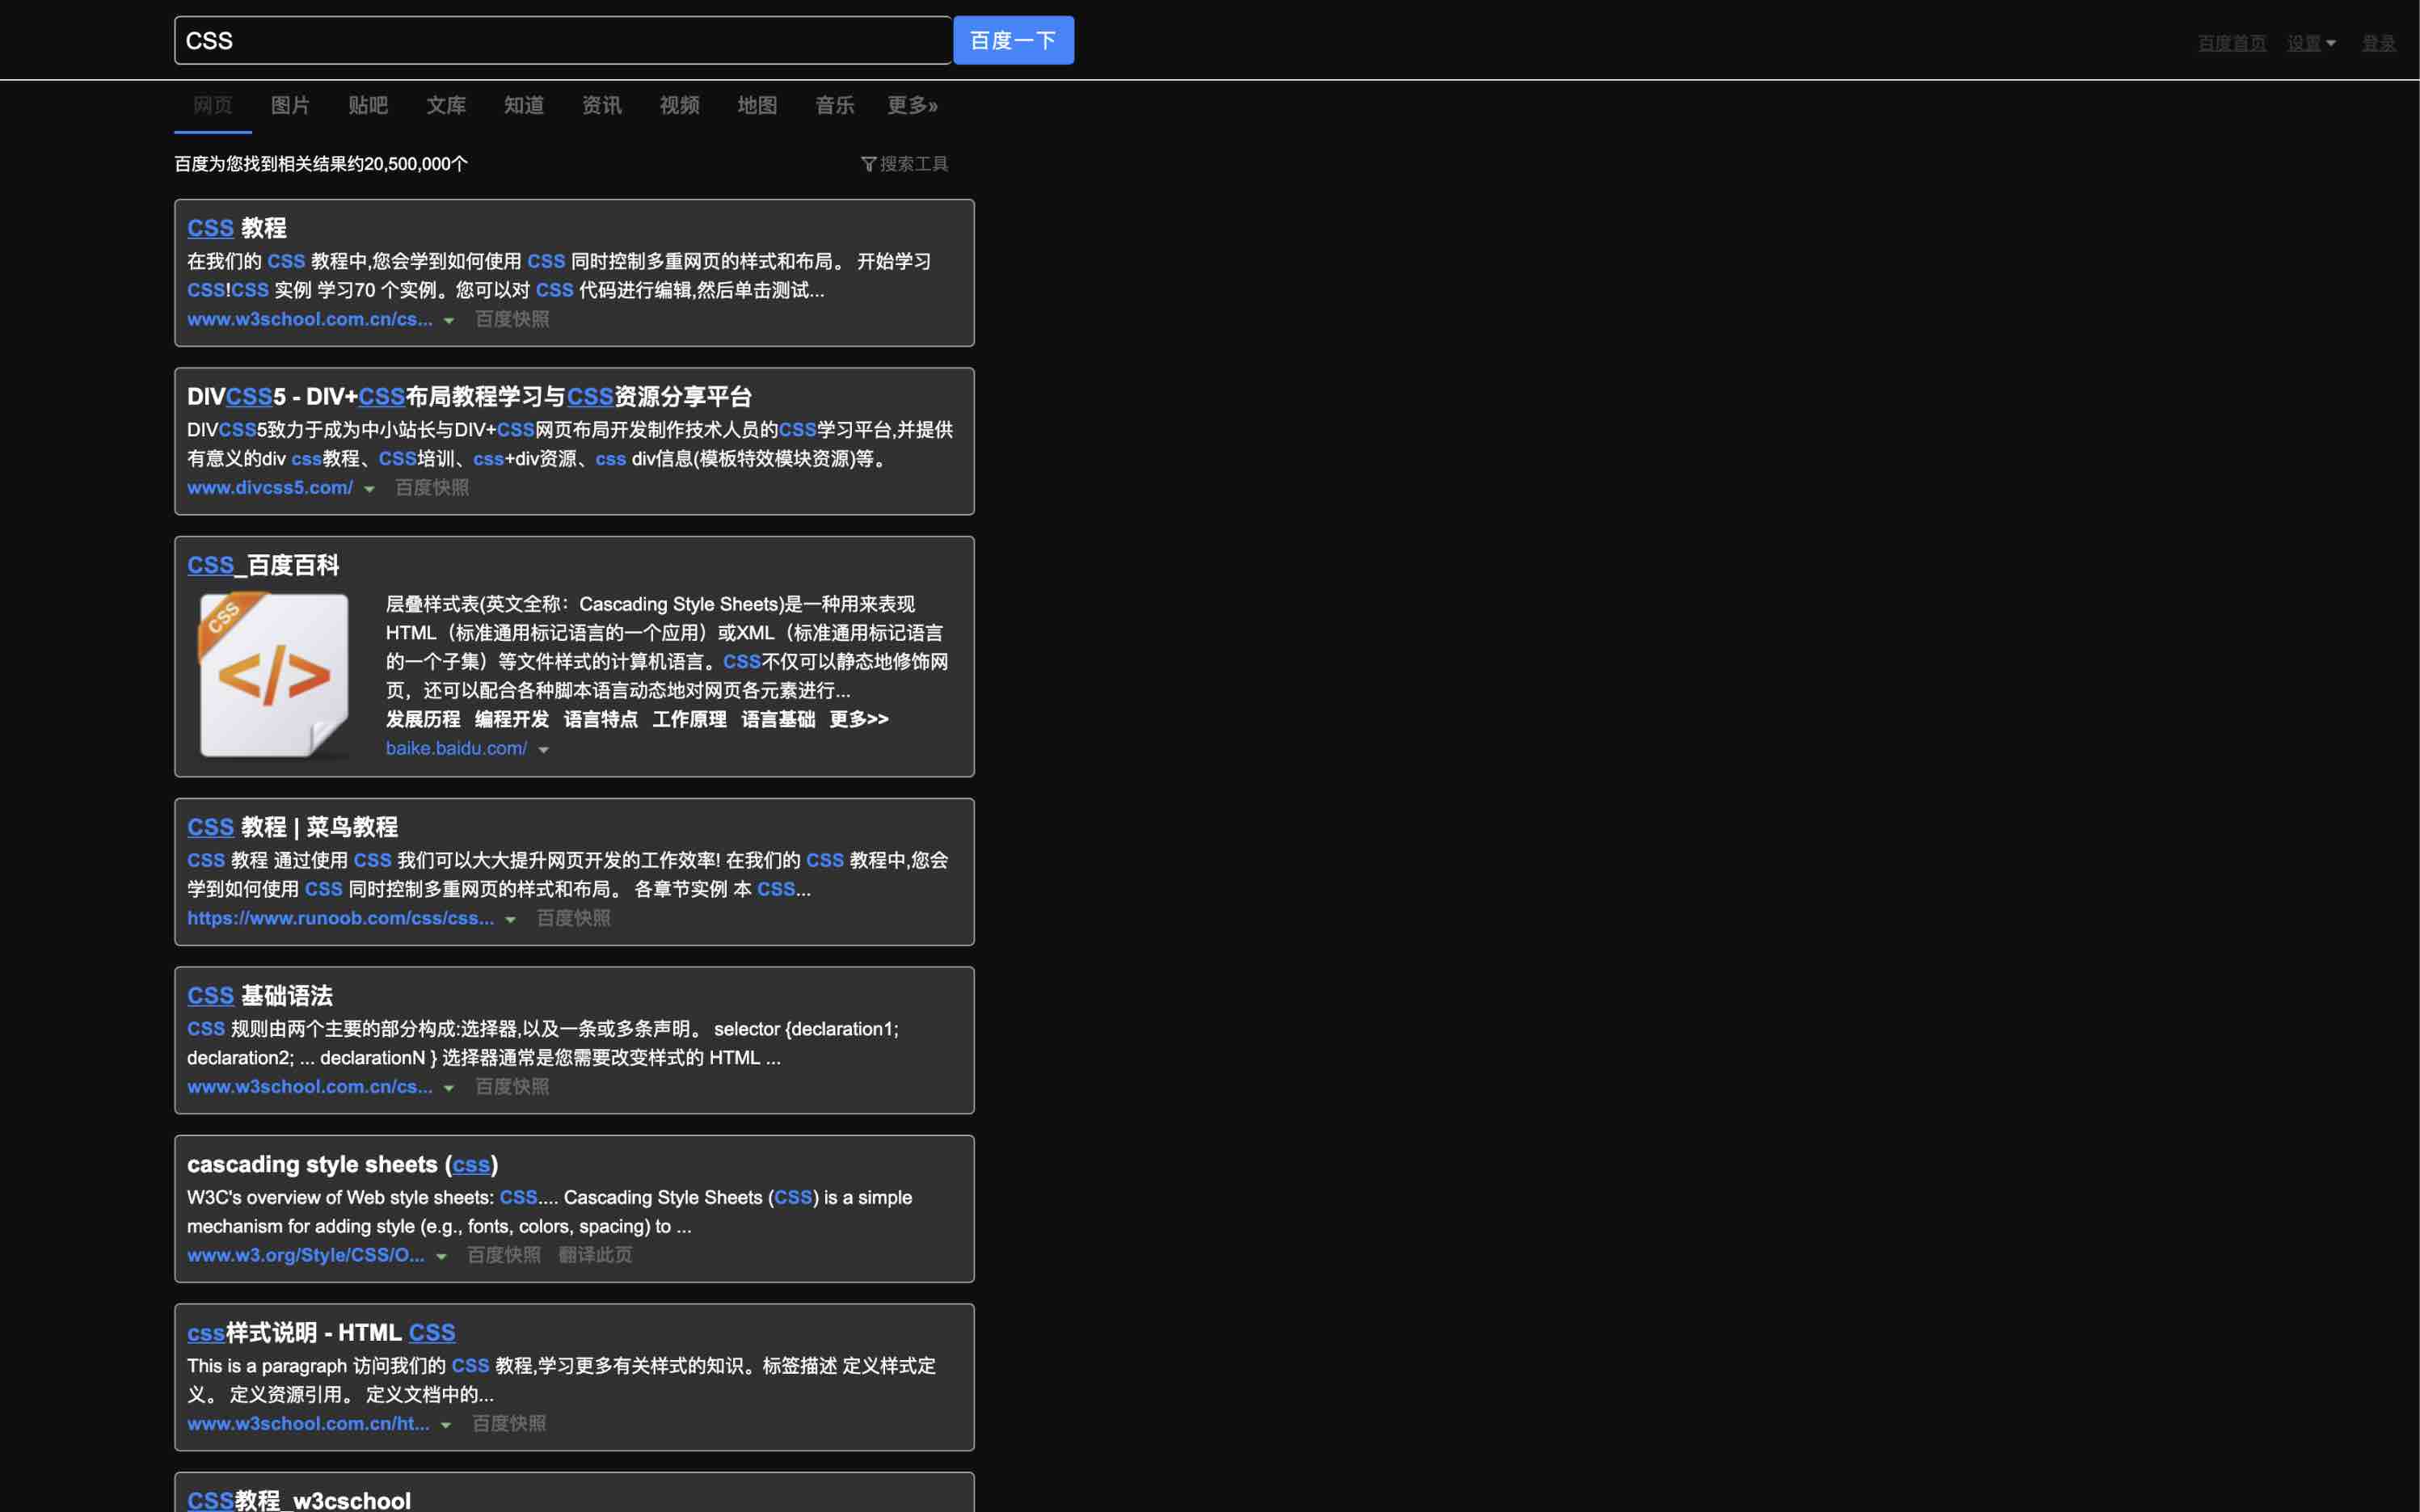 CSS
百度一下
百度首页 设置 登录
网页 图片 贴吧 文库 知道 资讯 视频 地图 音乐 更多»
百度为您找到相关结果约20,500,000个
搜索工具
CSS 教程
在我们的 CSS 教程中,您会学到如何使用 CSS 同时控制多重网页的样式和布局。 开始学习
CSS!CSS 实例 学习70 个实例。您可以对 CSS 代码进行编辑,然后单击测试...
www.w3school.com.cn/cs... 百度快照
DIVCSS5 - DIV+CSS布局教程学习与CSS资源分享平台
DIVCSS5致力于成为中小站长与DIV+CSS网页布局开发制作技术人员的CSS学习平台,并提供
有意义的div css教程、CSS培训、css+div资源、css div信息(模板特效模块资源)等。
www.divcss5.com/ 百度快照
CSS_百度百科
CSS
</>
层叠样式表(英文全称：Cascading Style Sheets)是一种用来表现
HTML（标准通用标记语言的一个应用）或XML（标准通用标记语言
的一个子集）等文件样式的计算机语言。CSS不仅可以静态地修饰网
页，还可以配合各种脚本语言动态地对网页各元素进行...
发展历程 编程开发 语言特点 工作原理 语言基础 更多>>
baike.baidu.com/
CSS 教程 | 菜鸟教程
CSS 教程 通过使用 CSS 我们可以大大提升网页开发的工作效率! 在我们的 CSS 教程中,您会
学到如何使用 CSS 同时控制多重网页的样式和布局。 各章节实例 本 CSS...
https://www.runoob.com/css/css... 百度快照
CSS 基础语法
CSS 规则由两个主要的部分构成:选择器,以及一条或多条声明。 selector {declaration1;
declaration2; ... declarationN } 选择器通常是您需要改变样式的 HTML ...
www.w3school.com.cn/cs... 百度快照
cascading style sheets (css)
W3C's overview of Web style sheets: CSS.... Cascading Style Sheets (CSS) is a simple
mechanism for adding style (e.g., fonts, colors, spacing) to ...
www.w3.org/Style/CSS/O... 百度快照 翻译此页
css样式说明 - HTML CSS
This is a paragraph 访问我们的 CSS 教程,学习更多有关样式的知识。标签描述 定义样式定
义。 定义资源引用。 定义文档中的...
www.w3school.com.cn/ht... 百度快照
CSS教程_w3cschool